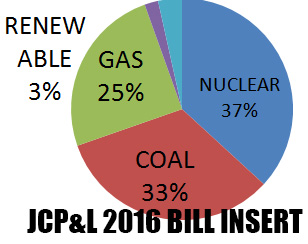 RENEW
ABLE
3%
GAS
25%
NUCLEAR
37%
COAL
33%
JCP&L 2016 BILL INSERT